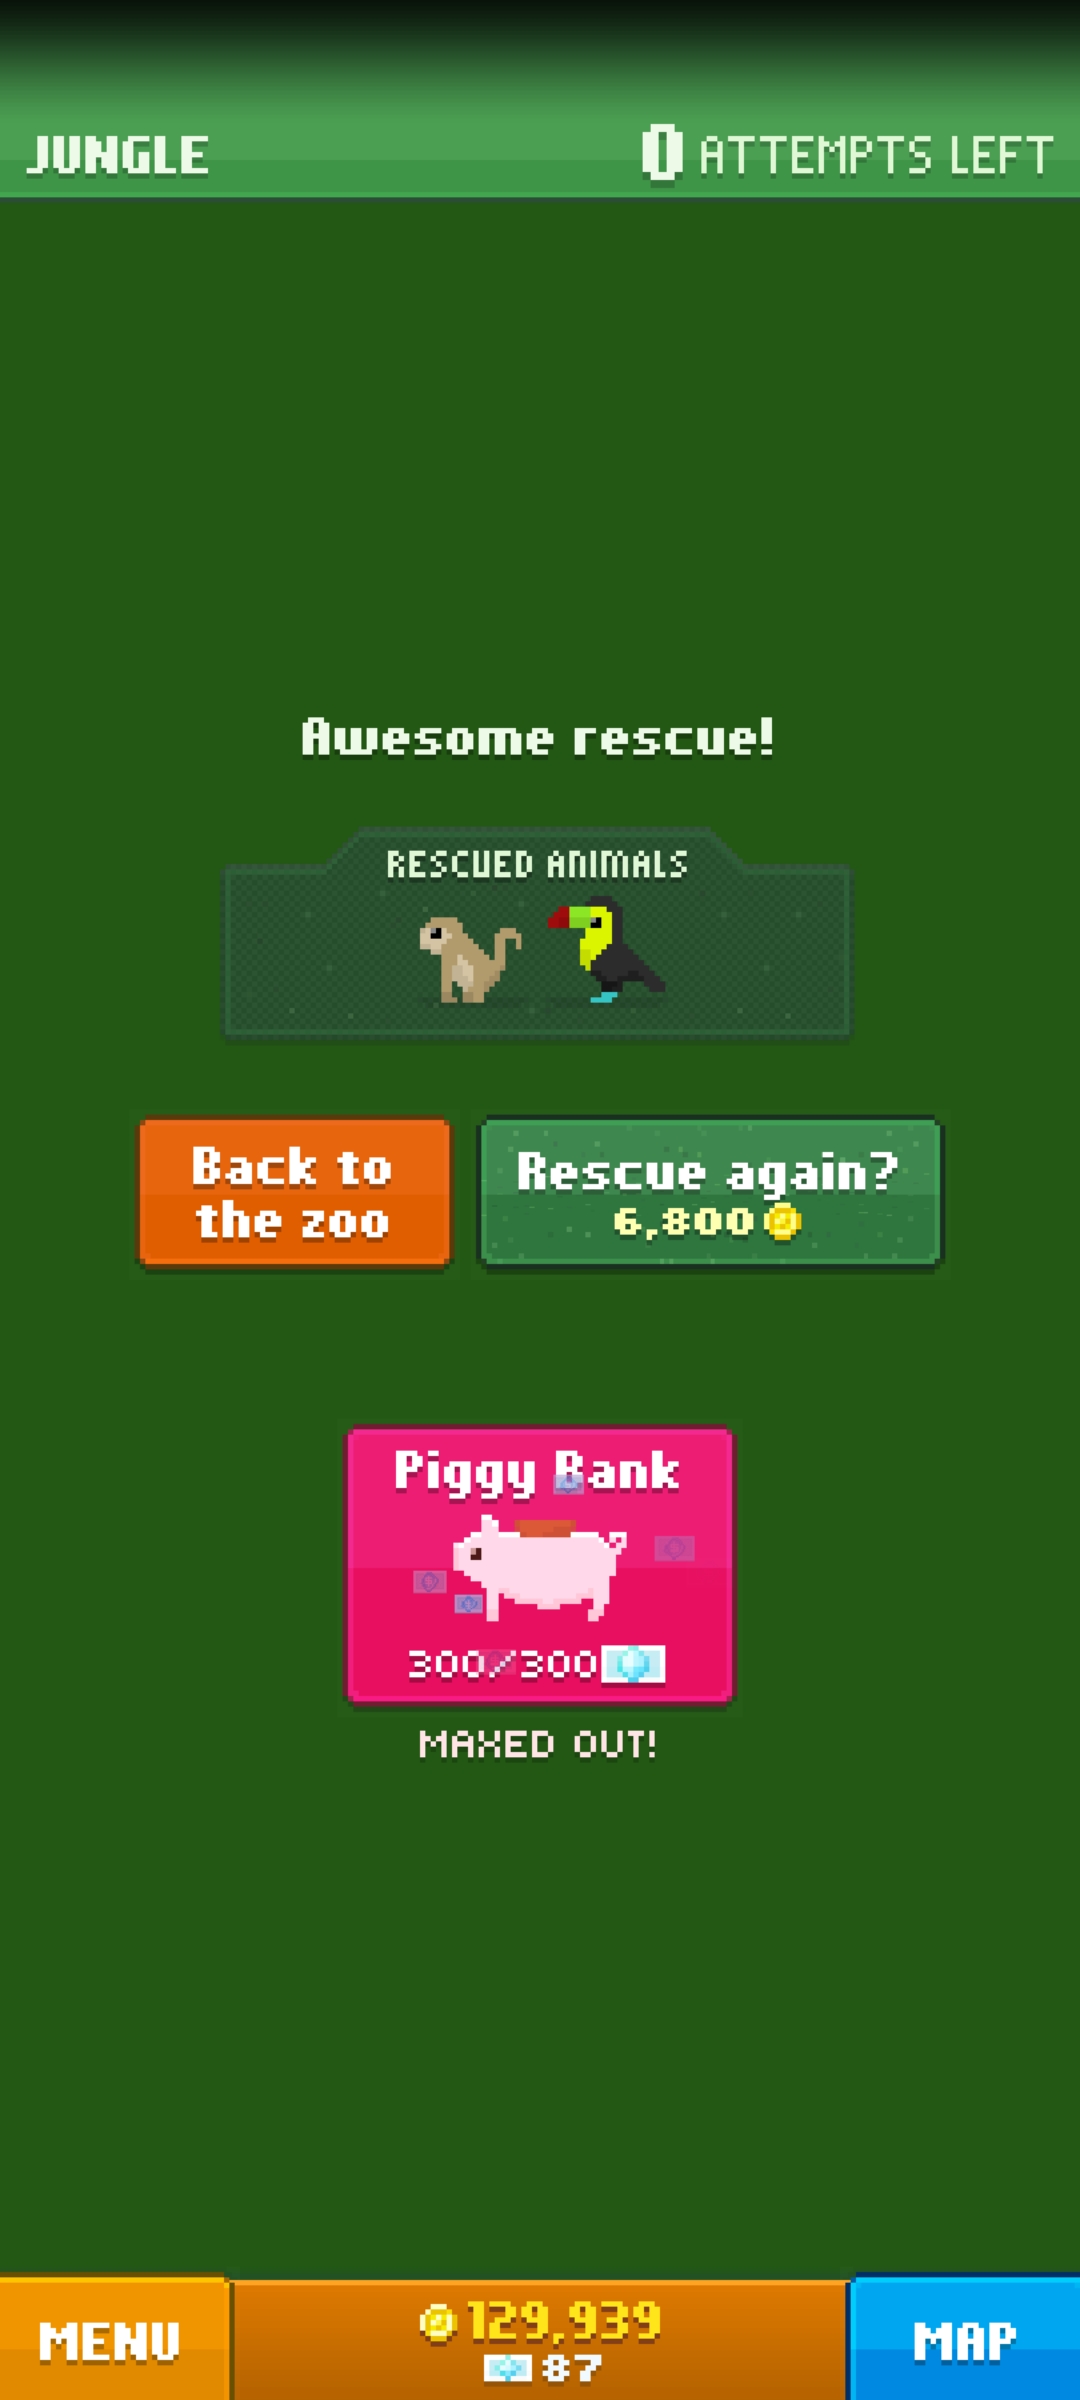 JUNGLE
0 ATTEMPTS LEFT
Awesome rescue!
RESCUED ANIMALS
Back to
the zoo
Rescue again?
6,800
Piggy Bank
300/300
MAXED OUT!
MENU
129,939
87
MAP